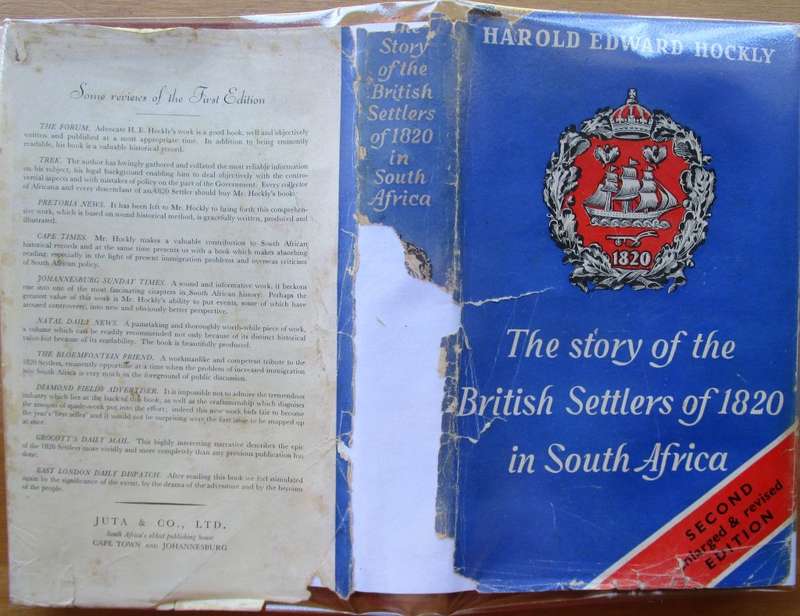 Some reviews of the First Edition
THE FORUM. Advocate H. E. Hockly's work is a good book, well and objectively
written and published at a most appropriate time. In addition to being eminently
readable, his book is a valuable historical record.
TREK. The author has lovingly gathered and collated the most reliable information
on his subject, his legal background enabling him to deal objectively with the contro-
versial aspects and with mistakes of policy on the part of the Government. Every collector
of Africana and every descendant of an 1820 Settler should buy Mr. Hockly's book.
PRETORIA NEWS. It has been left to Mr. Hockly to bring forth this comprehen-
sive work, which is based on sound historical method, is gracefully written, produced and
illustrated.
CAPE TIMES. Mr. Hockly makes a valuable contribution to South African
historical records and at the same time presents us with a book which makes absorbing
reading, especially in the light of present immigration problems and overseas criticisms
of South African policy.
JOHANNESBURG SUNDAY TIMES. A sound and informative work, it beckons
one into one of the most fascinating chapters in South African history. Perhaps the
greatest value of this work is Mr. Hockly's ability to put events, some of which have
aroused controversy, into new and obviously better perspective.
NATAL DAILY NEWS. A painstaking and thoroughly worth-while piece of work,
a volume which can be readily recommended not only because of its distinct historical
value but because of its readability. The book is beautifully produced.
THE BLOEMFONTEIN FRIEND. A workmanlike and competent tribute to the
1820 Settlers, eminently opportune at a time when the problem of increased immigration
into South Africa is very much in the foreground of public discussion.
DIAMOND FIELDS ADVERTISER. It is impossible not to admire the tremendous
industry which lies at the back of this book, as well as the craftsmanship which disguises
the amount of spade-work put into the effort; indeed this new work bids fair to become
the year's 'best seller' and it would not be surprising were the first issue to be snapped up
at once.
GROCOTT'S DAILY MAIL. This highly interesting narrative describes the epic
of the 1820 Settlers more vividly and more completely than any previous publication has
done.
EAST LONDON DAILY DISPATCH. After reading this book we feel stimulated
again by the significance of the event, by the drama of the adventure and by the heroism
of the people.
JUTA & CO., LTD.
South Africa's oldest publishing house
CAPE TOWN AND JOHANNESBURG
The
Story
of the
British
Settlers
of 1820
in
South
Africa
HAROLD EDWARD HOCKLY
1820
The story of the
British Settlers of 1820
in South Africa
SECOND
enlarged & revised
EDITION